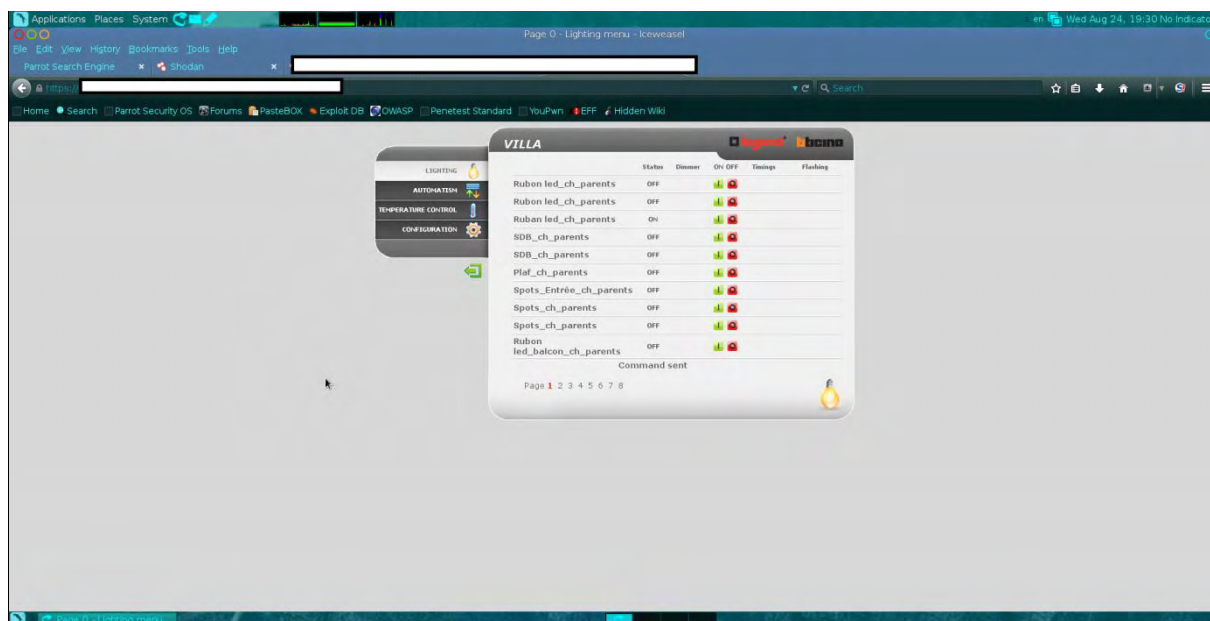 Applications Places System en Wed Aug 24, 19:30 No Indicato
Page 0 - Lighting menu - Iceweasel
File Edit View History Bookmarks Tools Help
Parrot Search Engine × Shodan ×
https:// Search
Home Search Parrot Security OS Forums PasteBOX Exploit DB OWASP Penetest Standard YouPwn EFF Hidden Wiki
VILLA legrand bticino
LIGHTING
AUTOMATISM
TEMPERATURE CONTROL
CONFIGURATION
Status Dimmer ON OFF Timings Flashing
Rubon led_ch_parents OFF
Rubon led_ch_parents OFF
Ruban led_ch_parents ON
SDB_ch_parents OFF
SDB_ch_parents OFF
Plaf_ch_parents OFF
Spots_Entrée_ch_parents OFF
Spots_ch_parents OFF
Spots_ch_parents OFF
Rubon
led_balcon_ch_parents OFF
Command sent
Page 1 2 3 4 5 6 7 8
Page 0 - Lighting menu